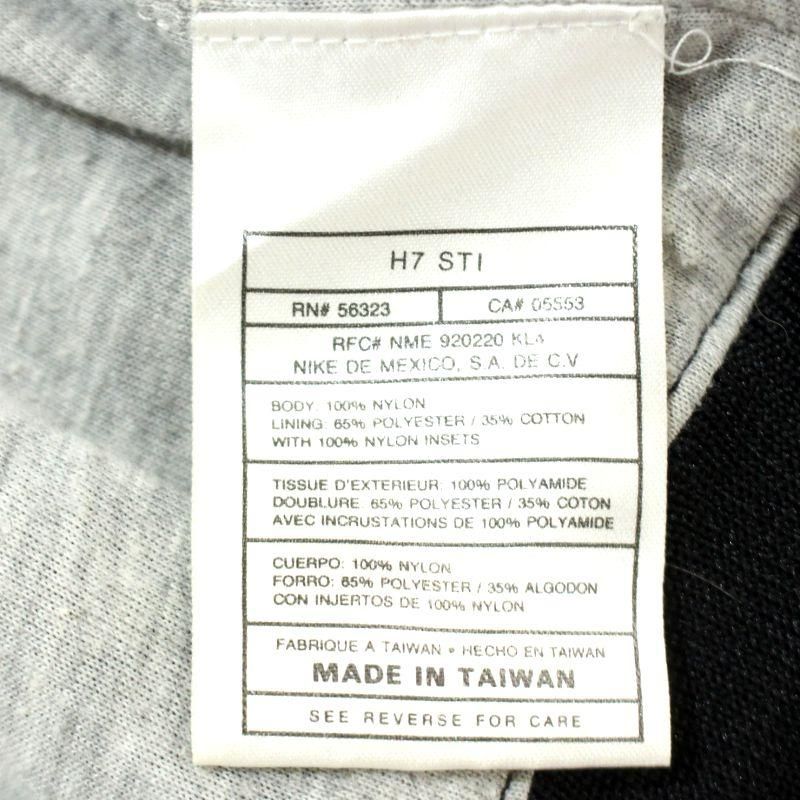 H7 STI
RN# 56323 CA# 05553
RFC# NME 920220 KL4
NIKE DE MEXICO, S.A. DE C.V
BODY: 100% NYLON
LINING: 65% POLYESTER / 35% COTTON
WITH 100% NYLON INSETS
TISSUE D'EXTERIEUR: 100% POLYAMIDE
DOUBLURE: 65% POLYESTER / 35% COTON
AVEC INCRUSTATIONS DE 100% POLYAMIDE
CUERPO: 100% NYLON
FORRO: 65% POLYESTER / 35% ALGODON
CON INJERTOS DE 100% NYLON
FABRIQUE A TAIWAN • HECHO EN TAIWAN
MADE IN TAIWAN
SEE REVERSE FOR CARE